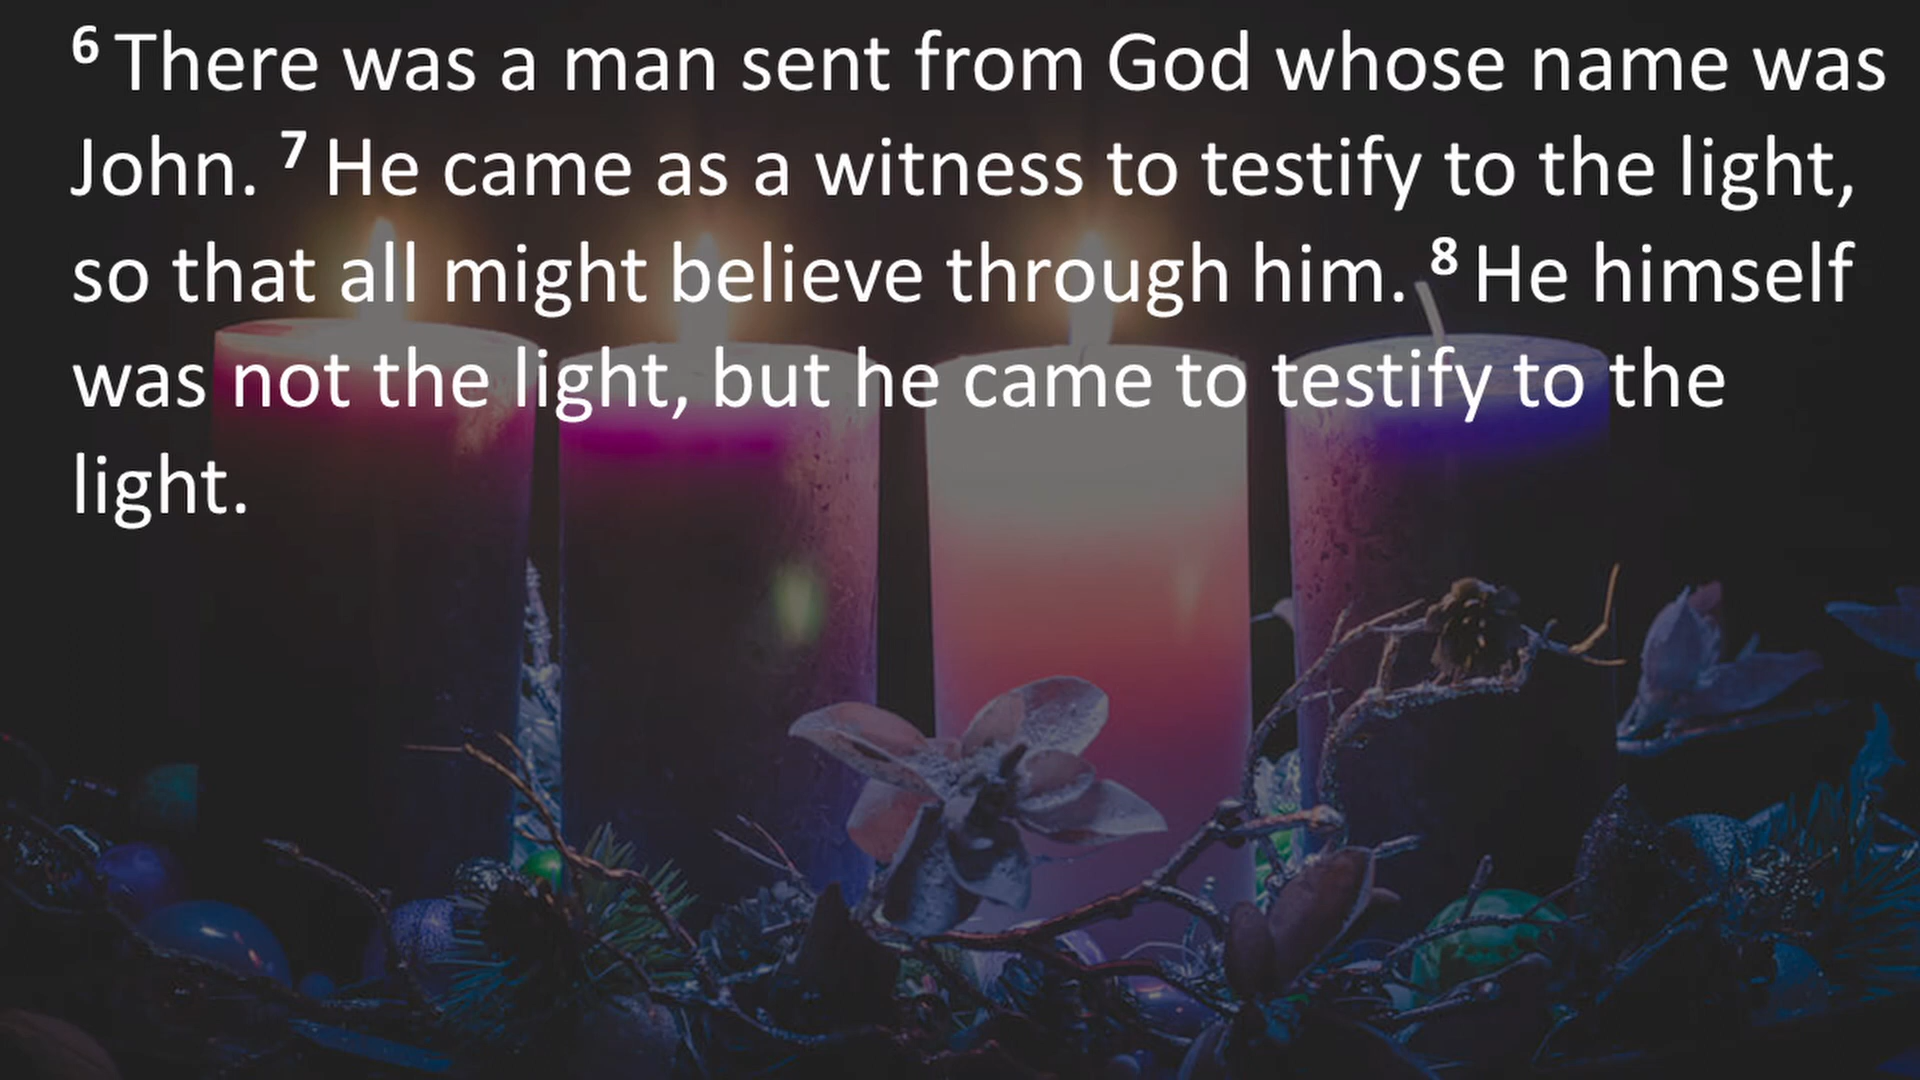 ⁶ There was a man sent from God whose name was
John. ⁷ He came as a witness to testify to the light,
so that all might believe through him. ⁸ He himself
was not the light, but he came to testify to the
light.